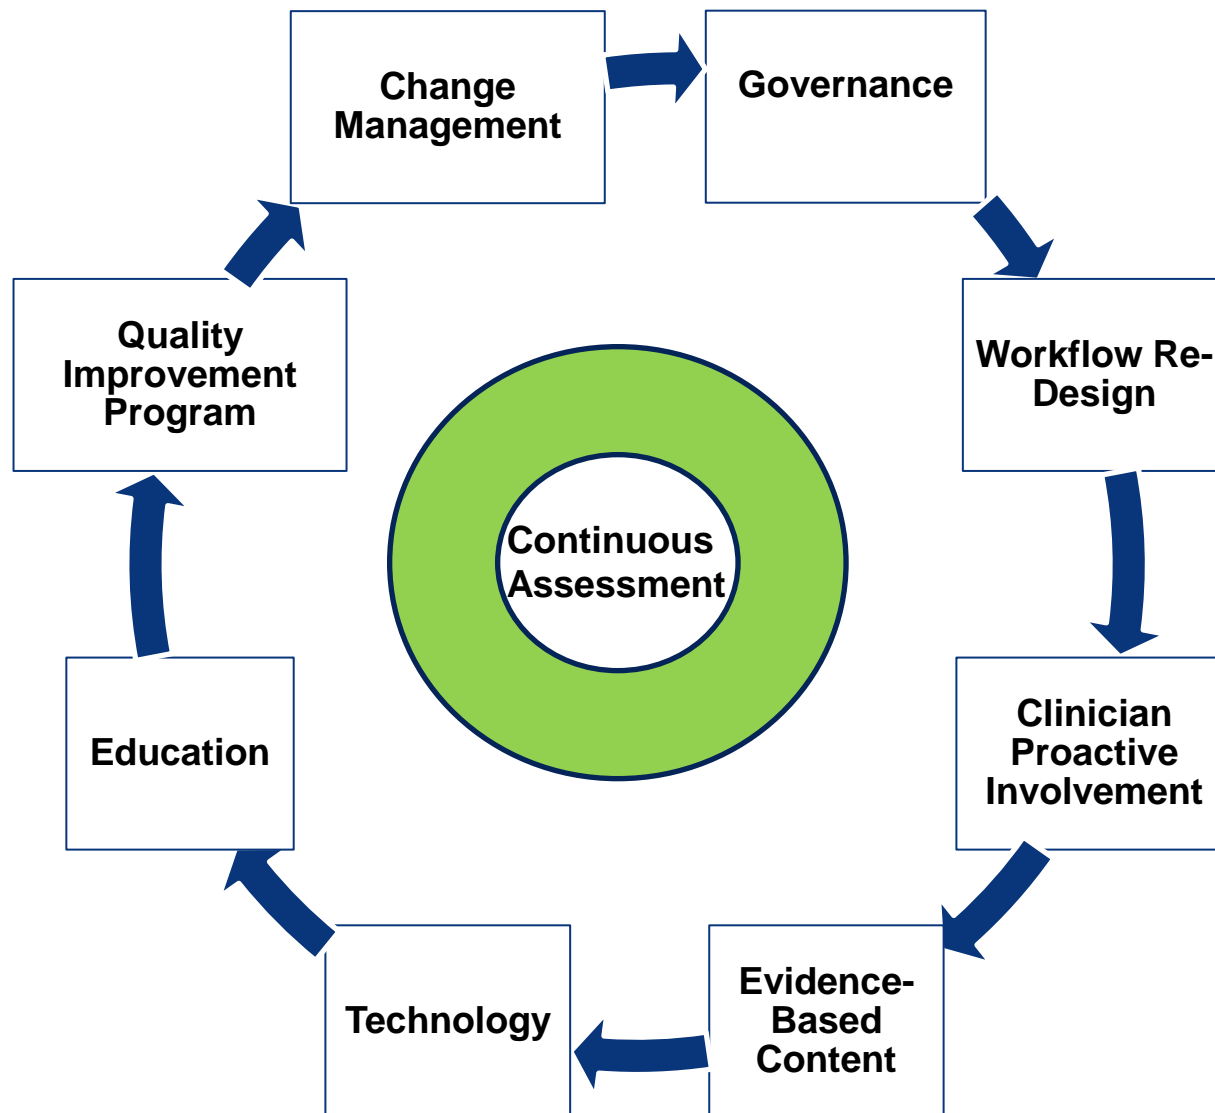 Change
Management
Governance
Workflow Re-
Design
Clinician
Proactive
Involvement
Evidence-
Based
Content
Technology
Education
Quality
Improvement
Program
Continuous
Assessment